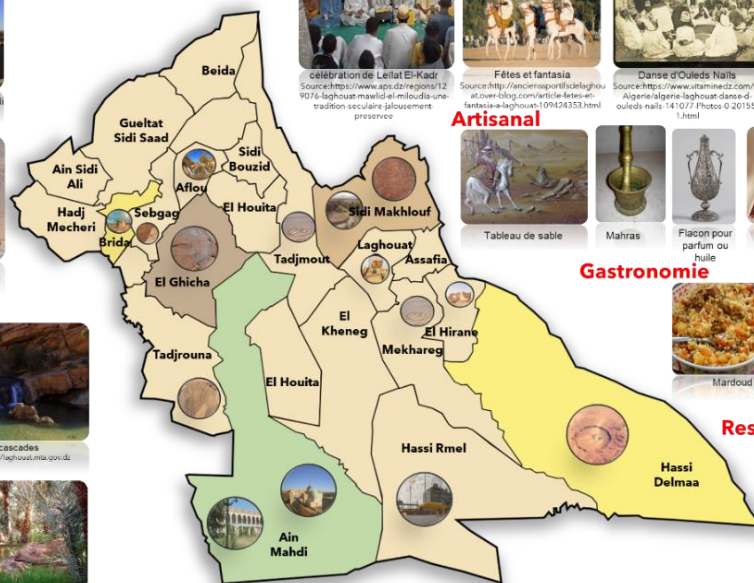 célébration de Leïlat El-Kadr
Source:https://www.aps.dz/regions/12
9076-laghouat-mawlid-el-miloudis-une-
tradition-seculaire-jalousement-
preservee
Fêtes et fantasia
Source:http://ancienssportifsdelaghou
at.over-blog.com/article-fetes-et-
fantasia-a-laghouat-109424353.html
Danse d'Ouleds Naïls
Source:https://www.vitaminedz.com/
Algerie/algerie-laghouat-danse-d-
ouleds-nails-141077-Photos-0-20155
1.html
Artisanal
Tableau de sable
Mahras
Flacon pour
parfum ou
huile
Gastronomie
Mardoud
Res
Beida
Gueltat
Sidi Saad
Sidi
Bouzid
Ain Sidi
Ali
Aflou
Hadj
Mecheri
Sebgag
El Houita
Brida
Sidi Makhlouf
Laghouat
Tadjmout
Assafia
El Ghicha
El
Kheneg
El Hirane
Mekhareg
Tadjrouna
El Houita
Hassi Rmel
Hassi
Delmaa
Ain
Mahdi
cascades
/laghouat.mta.gov.dz